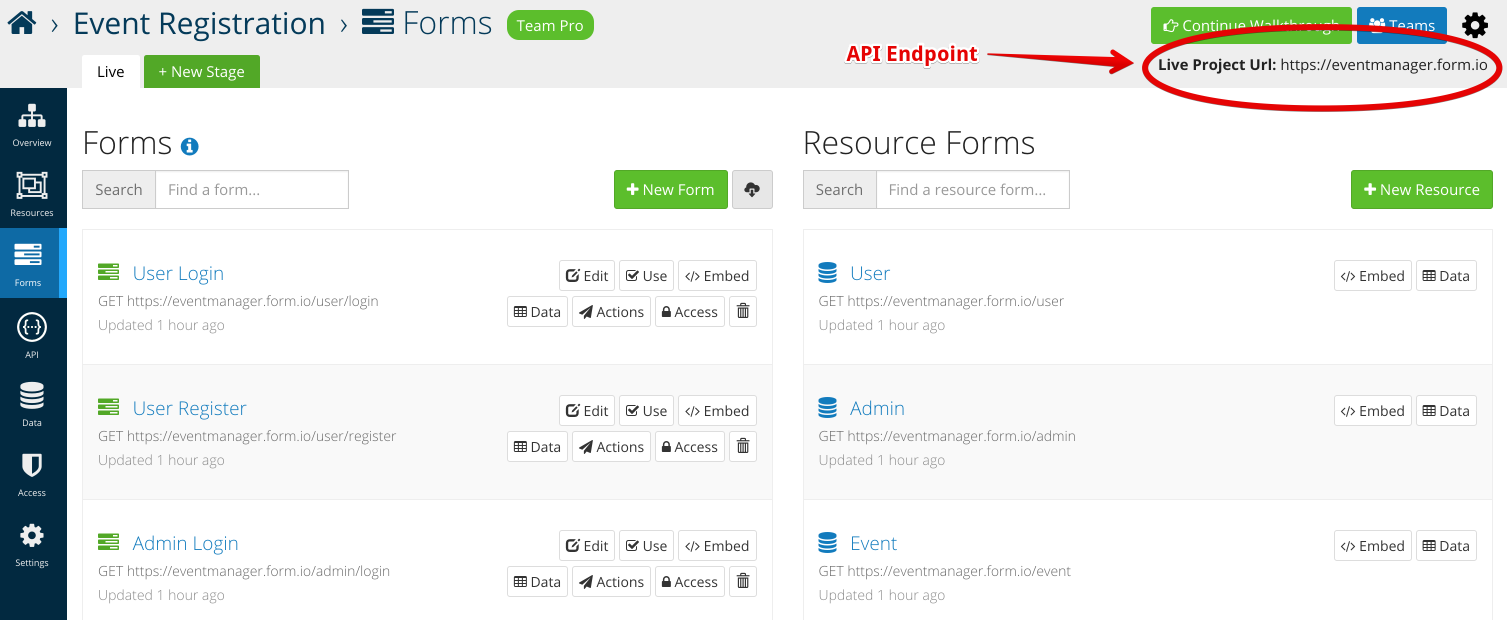 › Event Registration › Forms Team Pro
Continue Walkthrough Teams
API Endpoint
Live Project Url: https://eventmanager.form.io
Live + New Stage
Overview
Resources
Forms
API
Data
Access
Settings
Forms
Search Find a form...
New Form
User Login
GET https://eventmanager.form.io/user/login
Updated 1 hour ago
Edit Use </> Embed
Data Actions Access
User Register
GET https://eventmanager.form.io/user/register
Updated 1 hour ago
Edit Use </> Embed
Data Actions Access
Admin Login
GET https://eventmanager.form.io/admin/login
Updated 1 hour ago
Edit Use </> Embed
Data Actions Access
Resource Forms
Search Find a resource form...
New Resource
User
GET https://eventmanager.form.io/user
Updated 1 hour ago
</> Embed Data
Admin
GET https://eventmanager.form.io/admin
Updated 1 hour ago
</> Embed Data
Event
GET https://eventmanager.form.io/event
Updated 1 hour ago
</> Embed Data